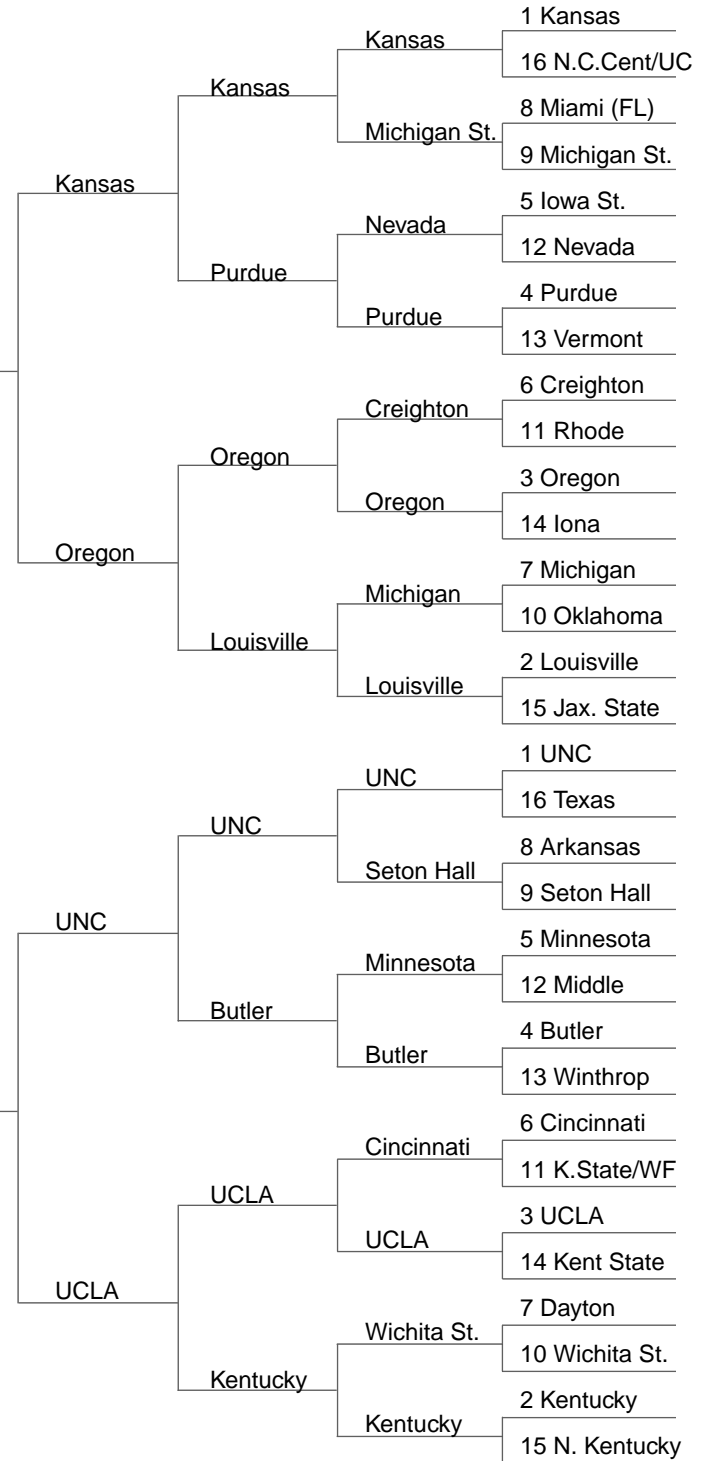 1 Kansas
Kansas
16 N.C.Cent/UC
Kansas
8 Miami (FL)
Michigan St.
9 Michigan St.
Kansas
5 Iowa St.
Nevada
12 Nevada
Purdue
4 Purdue
Purdue
13 Vermont
6 Creighton
Creighton
11 Rhode
Oregon
3 Oregon
Oregon
14 Iona
Oregon
7 Michigan
Michigan
10 Oklahoma
Louisville
2 Louisville
Louisville
15 Jax. State
1 UNC
UNC
16 Texas
UNC
8 Arkansas
Seton Hall
9 Seton Hall
UNC
5 Minnesota
Minnesota
12 Middle
Butler
4 Butler
Butler
13 Winthrop
6 Cincinnati
Cincinnati
11 K.State/WF
UCLA
3 UCLA
UCLA
14 Kent State
UCLA
7 Dayton
Wichita St.
10 Wichita St.
Kentucky
2 Kentucky
Kentucky
15 N. Kentucky